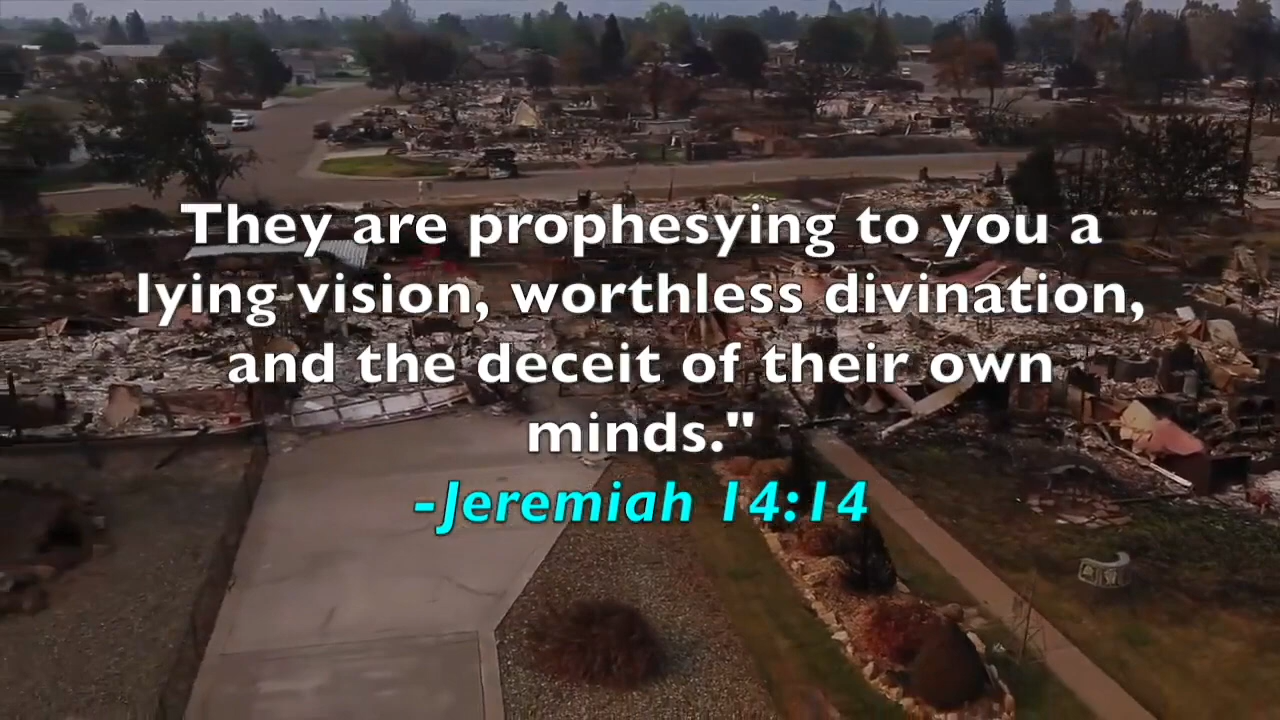 They are prophesying to you a
lying vision, worthless divination,
and the deceit of their own
minds."
-Jeremiah 14:14